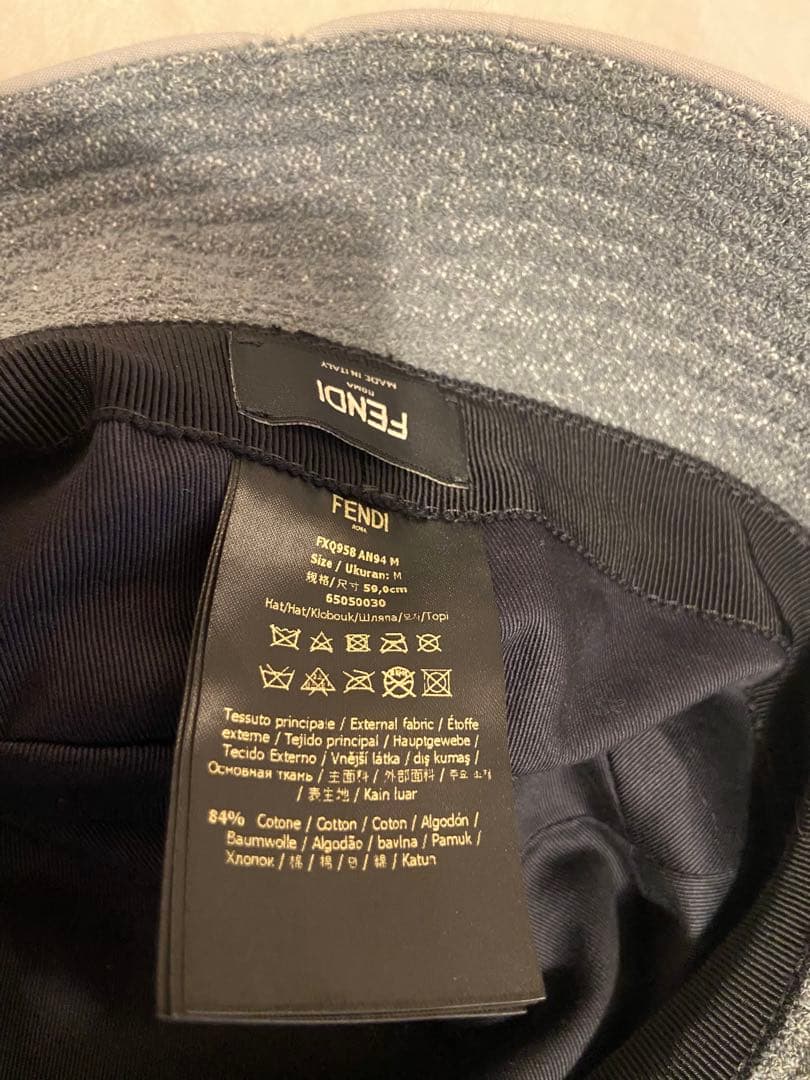 FENDI
ROMA
MADE IN ITALY
FENDI
ROMA
FXQ958 AN94 M
Size / Ukuran: M
规格/尺寸 59,0cm
65050030
Hat/Hat/Klobouk/Шляпа/모자/Topi
Tessuto principale / External fabric / Étoffe
externe / Tejido principal / Hauptgewebe /
Tecido Externo / Vnější látka / dış kumaş /
Основная ткань / 主面料 / 外部面料 / 주요 소재
/ 表生地 / Kain luar
84% Cotone / Cotton / Coton / Algodón /
Baumwolle / Algodão / bavlna / Pamuk /
Хлопок / 棉 / 棉 / 면 / 綿 / Katun